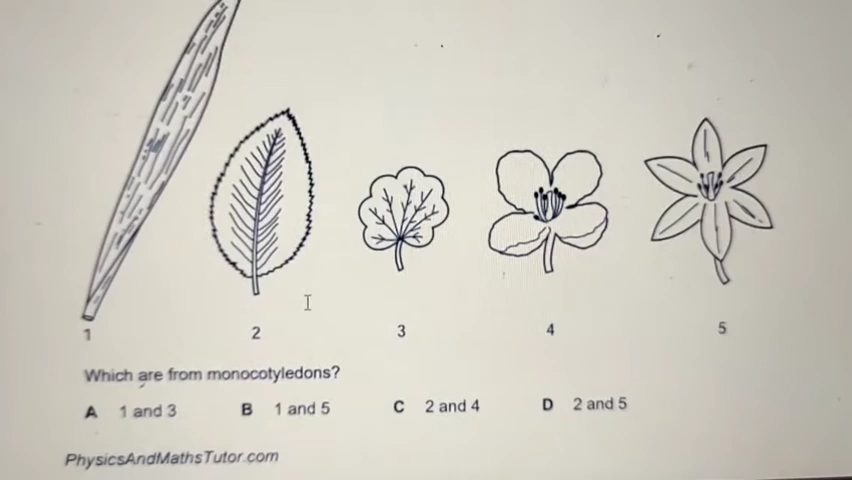 1 2 3 4 5
Which are from monocotyledons?
A 1 and 3 B 1 and 5 C 2 and 4 D 2 and 5
PhysicsAndMathsTutor.com